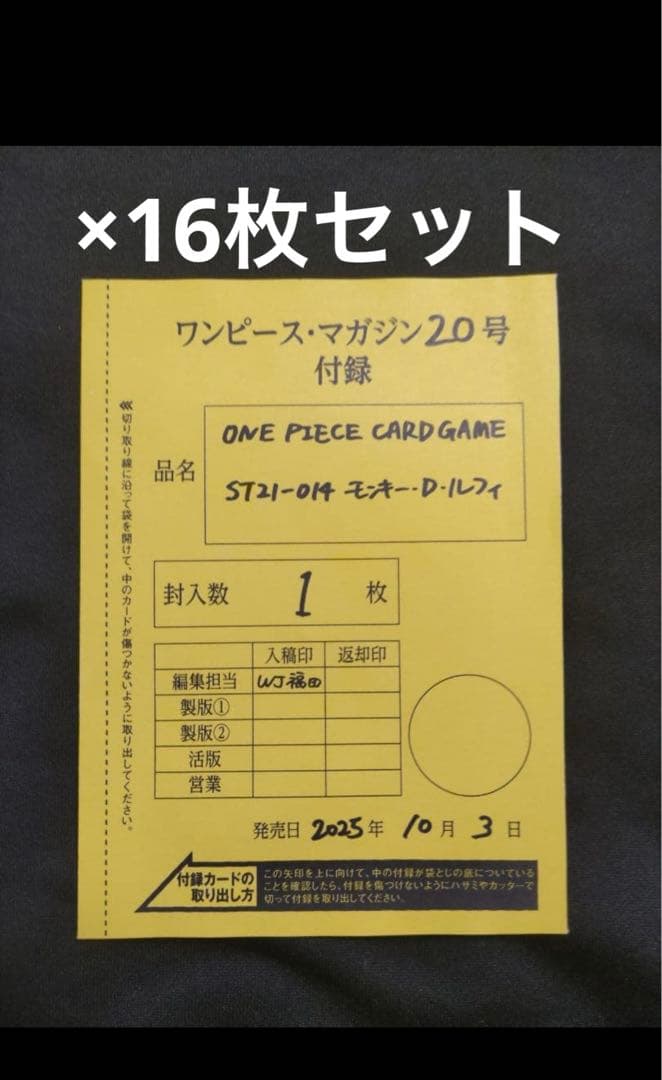 ×16枚セット
ワンピース・マガジン20号
付録
品名
ONE PIECE CARD GAME
ST21-014 モンキー・D・ルフィ
封入数 1 枚
入稿印 返却印
編集担当 WJ福田
製版①
製版②
活版
営業
発売日 2025年 10月 3日
≪切り取り線に沿って袋を開けて、中のカードが傷つかないように取り出してください。
付録カードの
取り出し方
この矢印を上に向けて、中の付録が袋とじの底についている
ことを確認したら、付録を傷つけないようにハサミやカッターで
切って付録を取り出してください。